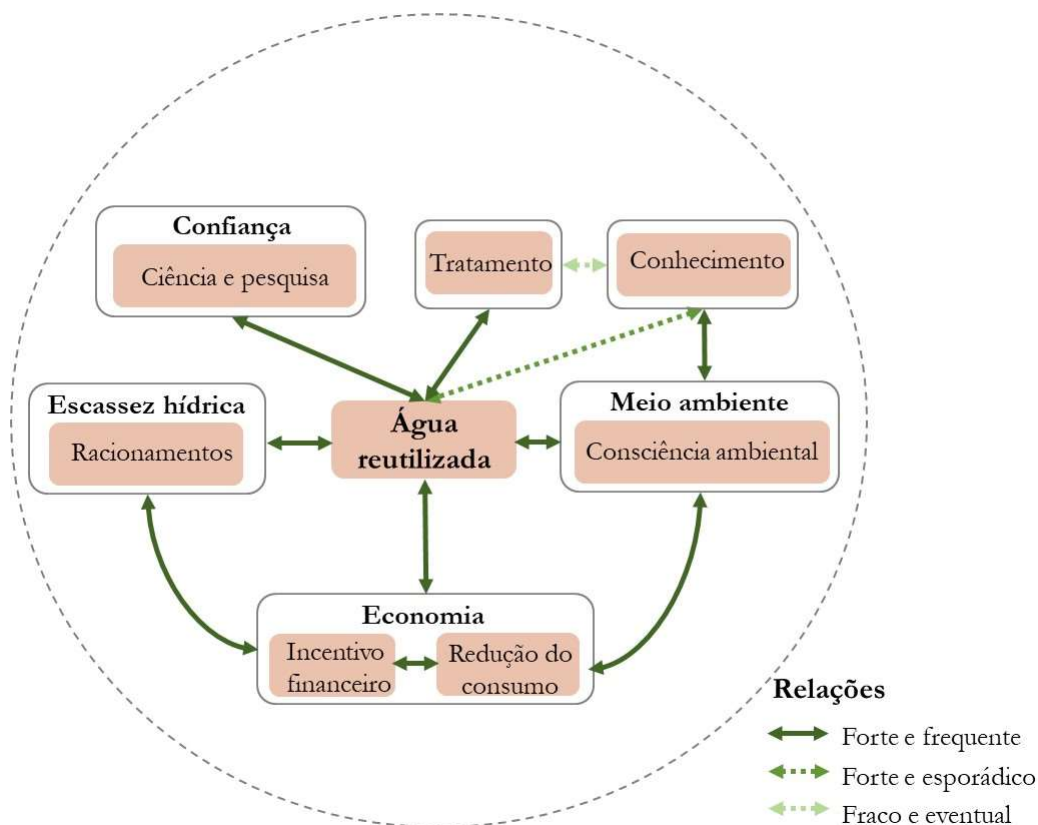 Confiança
Ciência e pesquisa
Tratamento
Conhecimento
Escassez hídrica
Racionamentos
Água
reutilizada
Meio ambiente
Consciência ambiental
Economia
Incentivo
financeiro
Redução do
consumo
Relações
Forte e frequente
Forte e esporádico
Fraco e eventual